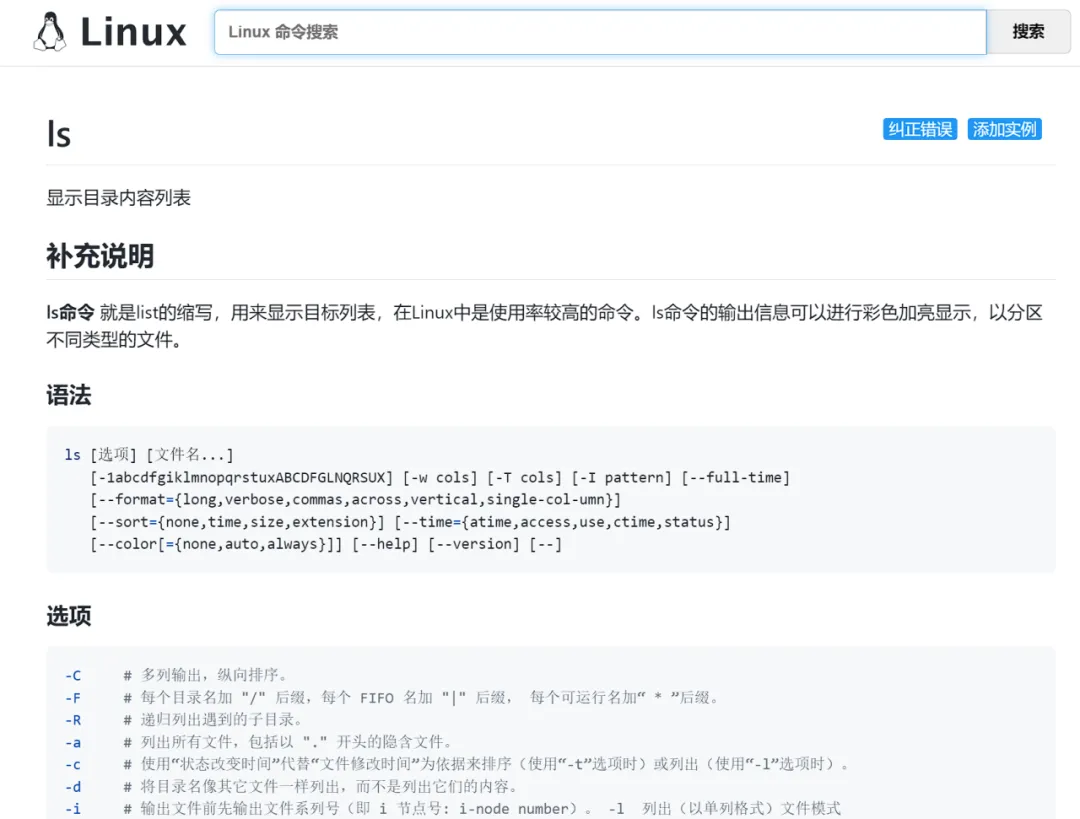 Linux
Linux 命令搜索
搜索
ls
纠正错误 添加实例
显示目录内容列表
补充说明
ls命令 就是list的缩写，用来显示目标列表，在Linux中是使用率较高的命令。ls命令的输出信息可以进行彩色加亮显示，以分区
不同类型的文件。
语法
ls [选项] [文件名...]
[-1abcdfgiklmnopqrstuxABCDFGLNQRSUX] [-w cols] [-T cols] [-I pattern] [--full-time]
[--format={long,verbose,commas,across,vertical,single-col-umn}]
[--sort={none,time,size,extension}] [--time={atime,access,use,ctime,status}]
[--color[={none,auto,always}]] [--help] [--version] [--]
选项
-C # 多列输出，纵向排序。
-F # 每个目录名加 "/" 后缀，每个 FIFO 名加 "|" 后缀， 每个可运行名加“ * ”后缀。
-R # 递归列出遇到的子目录。
-a # 列出所有文件，包括以 "." 开头的隐含文件。
-c # 使用“状态改变时间”代替“文件修改时间”为依据来排序（使用“-t”选项时）或列出（使用“-l”选项时）。
-d # 将目录名像其它文件一样列出，而不是列出它们的内容。
-i # 输出文件前先输出文件系列号（即 i 节点号: i-node number）。 -l 列出（以单列格式）文件模式